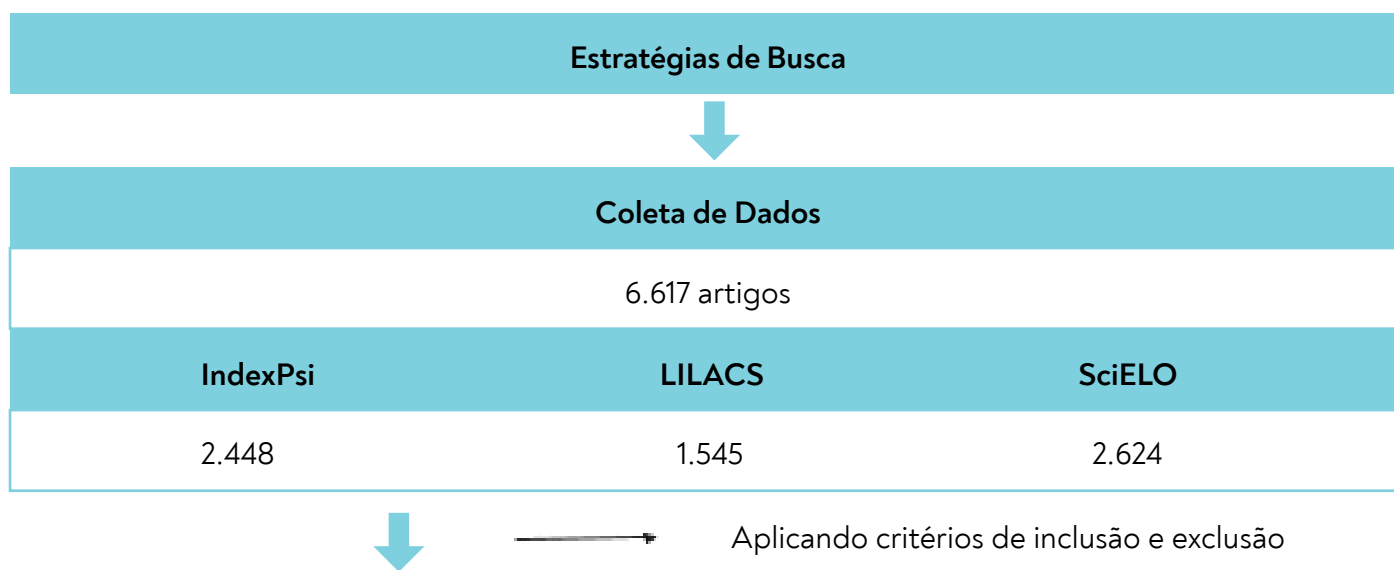 Estratégias de Busca
Coleta de Dados
6.617 artigos
IndexPsi LILACS SciELO
2.448 1.545 2.624
Aplicando critérios de inclusão e exclusão